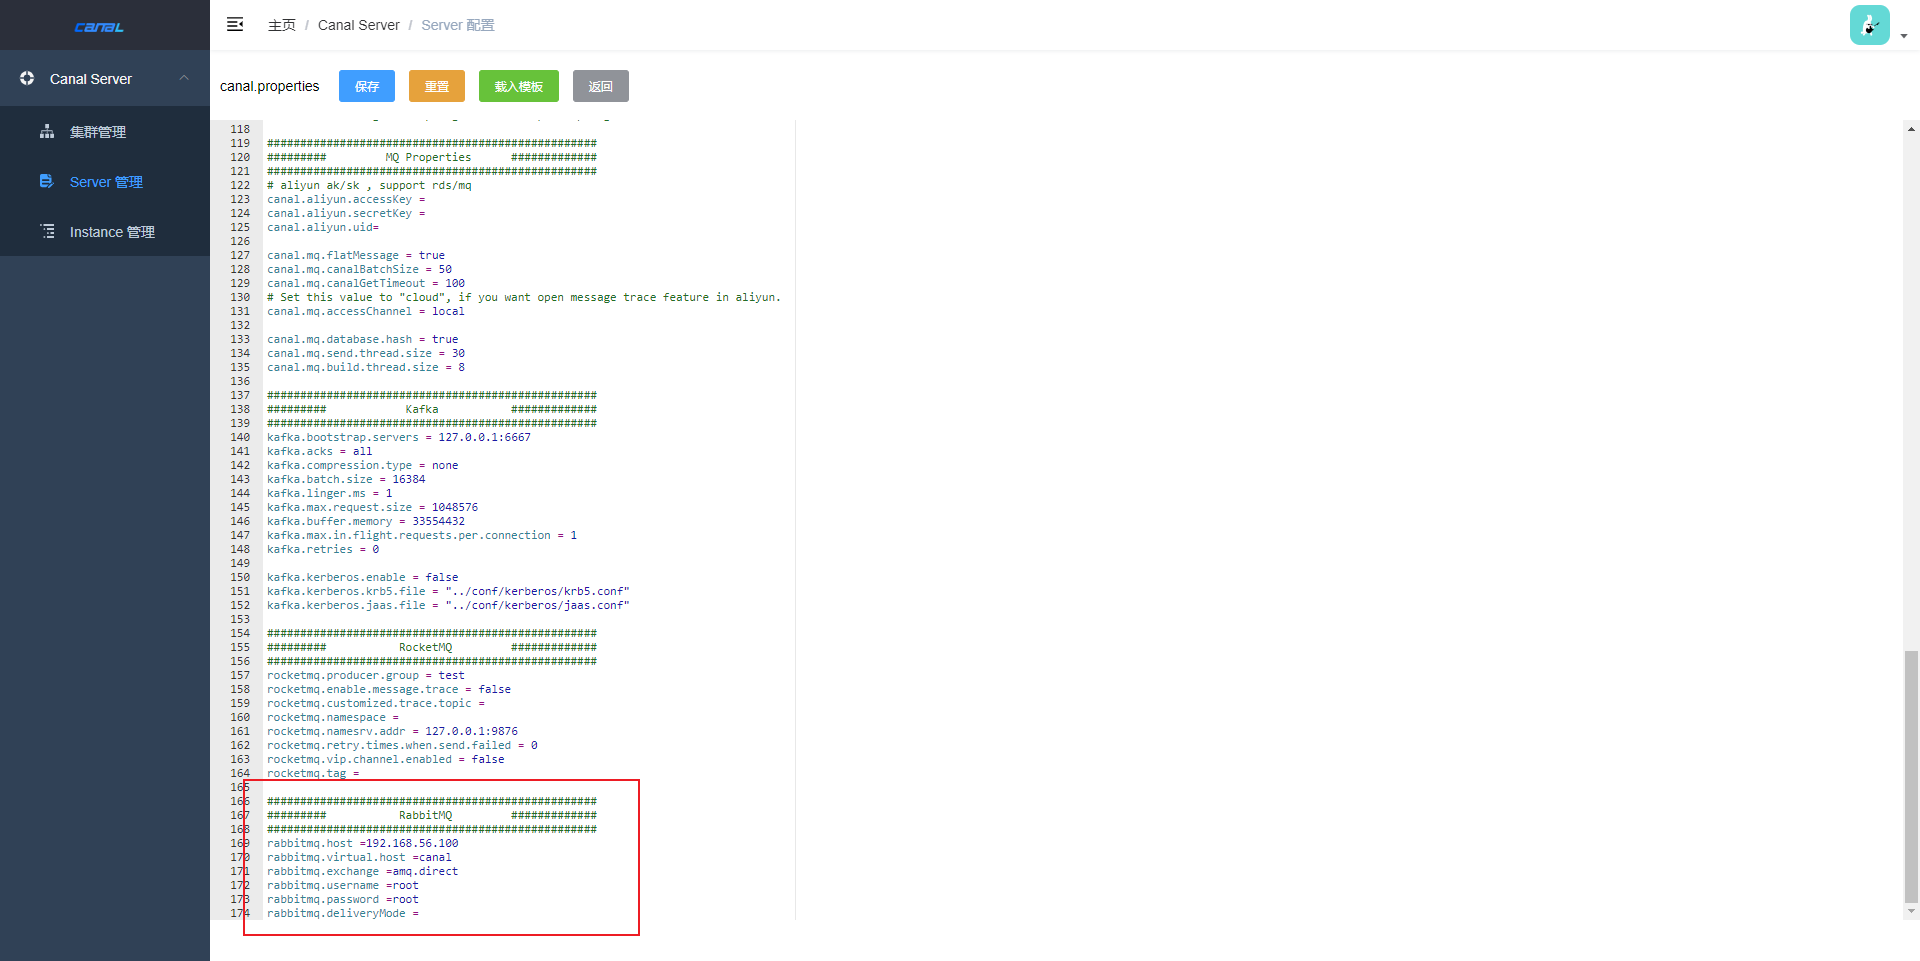 canal
主页 / Canal Server / Server 配置
Canal Server
集群管理
Server 管理
Instance 管理
canal.properties 保存 重置 载入模板 返回
118
119 ##################################################
120 ######### MQ Properties #############
121 ##################################################
122 # aliyun ak/sk , support rds/mq
123 canal.aliyun.accessKey =
124 canal.aliyun.secretKey =
125 canal.aliyun.uid=
126
127 canal.mq.flatMessage = true
128 canal.mq.canalBatchSize = 50
129 canal.mq.canalGetTimeout = 100
130 # Set this value to "cloud", if you want open message trace feature in aliyun.
131 canal.mq.accessChannel = local
132
133 canal.mq.database.hash = true
134 canal.mq.send.thread.size = 30
135 canal.mq.build.thread.size = 8
136
137 ##################################################
138 ######### Kafka #############
139 ##################################################
140 kafka.bootstrap.servers = 127.0.0.1:6667
141 kafka.acks = all
142 kafka.compression.type = none
143 kafka.batch.size = 16384
144 kafka.linger.ms = 1
145 kafka.max.request.size = 1048576
146 kafka.buffer.memory = 33554432
147 kafka.max.in.flight.requests.per.connection = 1
148 kafka.retries = 0
149
150 kafka.kerberos.enable = false
151 kafka.kerberos.krb5.file = "../conf/kerberos/krb5.conf"
152 kafka.kerberos.jaas.file = "../conf/kerberos/jaas.conf"
153
154 ##################################################
155 ######### RocketMQ #############
156 ##################################################
157 rocketmq.producer.group = test
158 rocketmq.enable.message.trace = false
159 rocketmq.customized.trace.topic =
160 rocketmq.namespace =
161 rocketmq.namesrv.addr = 127.0.0.1:9876
162 rocketmq.retry.times.when.send.failed = 0
163 rocketmq.vip.channel.enabled = false
164 rocketmq.tag =
165
166 ##################################################
167 ######### RabbitMQ #############
168 ##################################################
169 rabbitmq.host =192.168.56.100
170 rabbitmq.virtual.host =canal
171 rabbitmq.exchange =amq.direct
172 rabbitmq.username =root
173 rabbitmq.password =root
174 rabbitmq.deliveryMode =